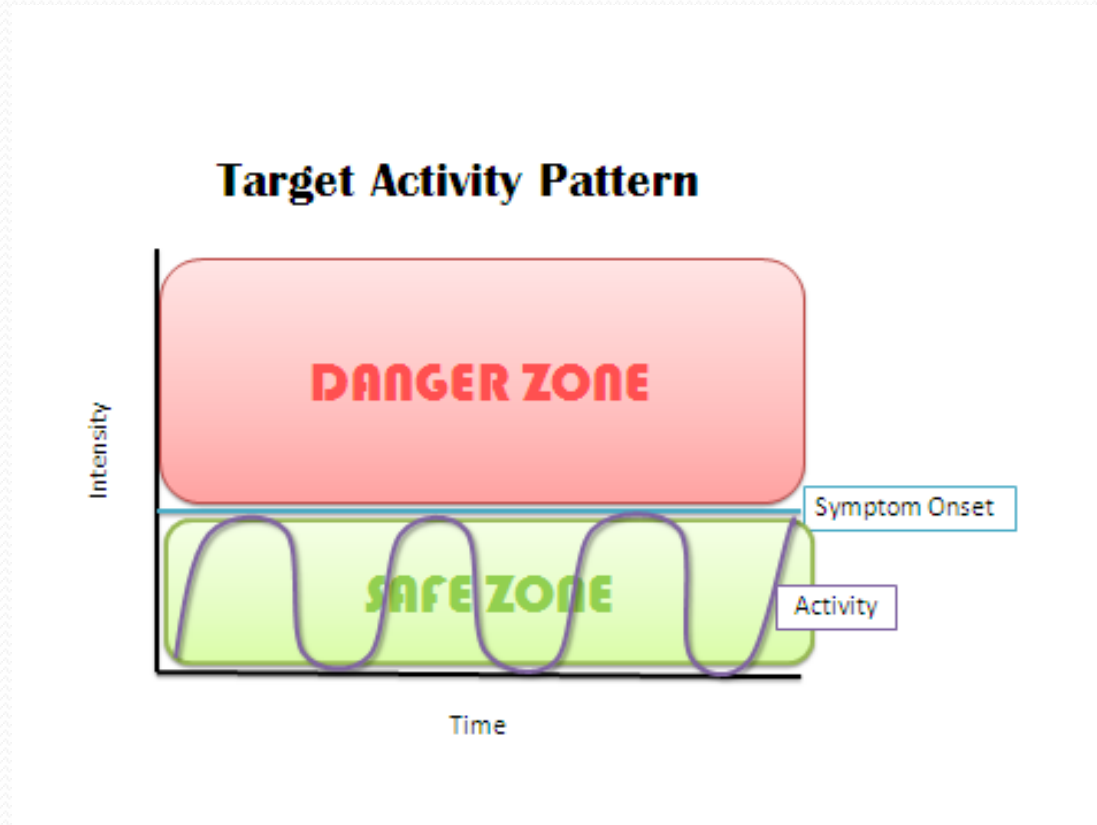 Target Activity Pattern
DANGER ZONE
Intensity
Symptom Onset
SAFE ZONE
Activity
Time